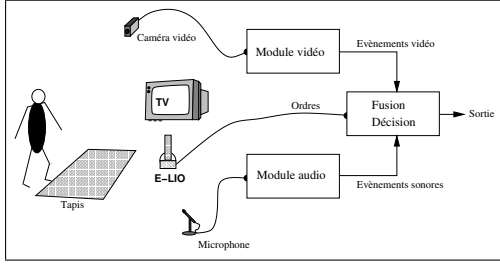 Caméra vidéo
Module vidéo
Evènements vidéo
TV
Ordres
Fusion
Décision
Sortie
E-LIO
Module audio
Evènements sonores
Tapis
Microphone